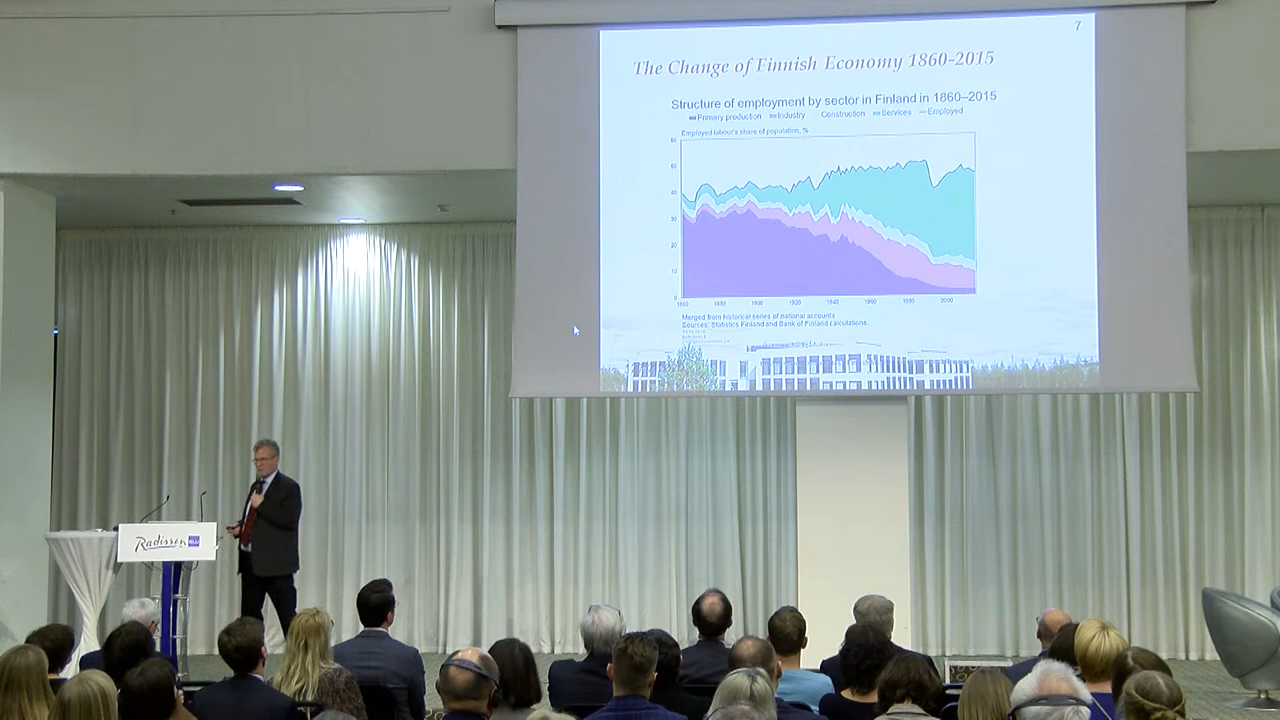 7
The Change of Finnish Economy 1860-2015
Structure of employment by sector in Finland in 1860–2015
Primary production Industry Construction Services Employed
Employed labour's share of population, %
60
50
40
30
20
10
0
1860 1880 1900 1920 1940 1960 1980 2000
Merged from historical series of national accounts
Sources: Statistics Finland and Bank of Finland calculations.
Radisson BLU